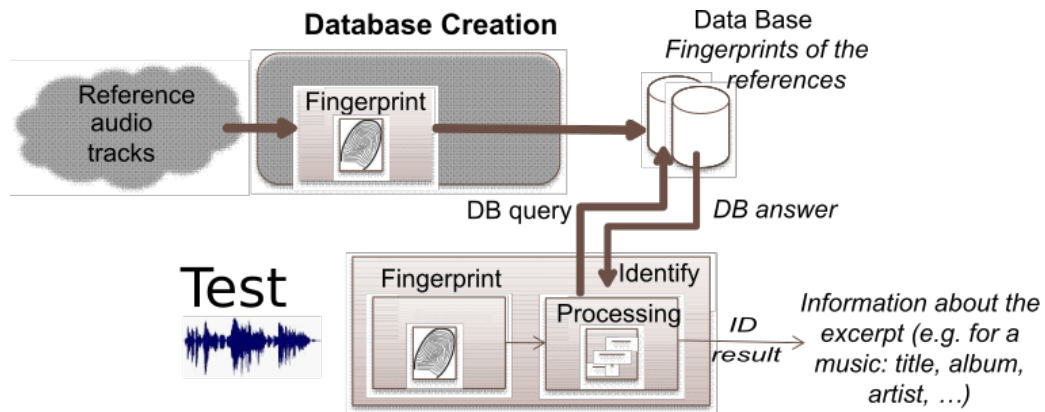 Database Creation
Data Base
Fingerprints of the
references
Reference
audio
tracks
Fingerprint
DB query
DB answer
Test
Fingerprint
Identify
Processing
ID
result
Information about the
excerpt (e.g. for a
music: title, album,
artist, …)